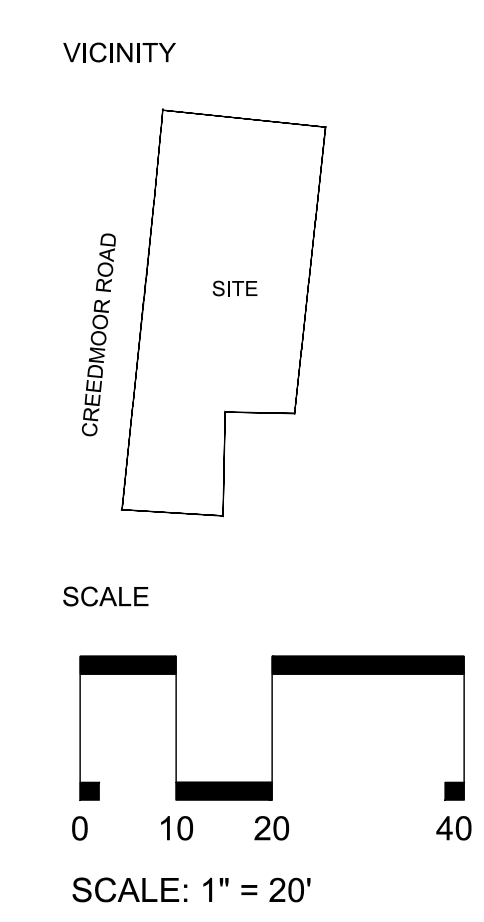 VICINITY
SITE
CREEDMOOR ROAD
SCALE
0 10 20 40
SCALE: 1" = 20'